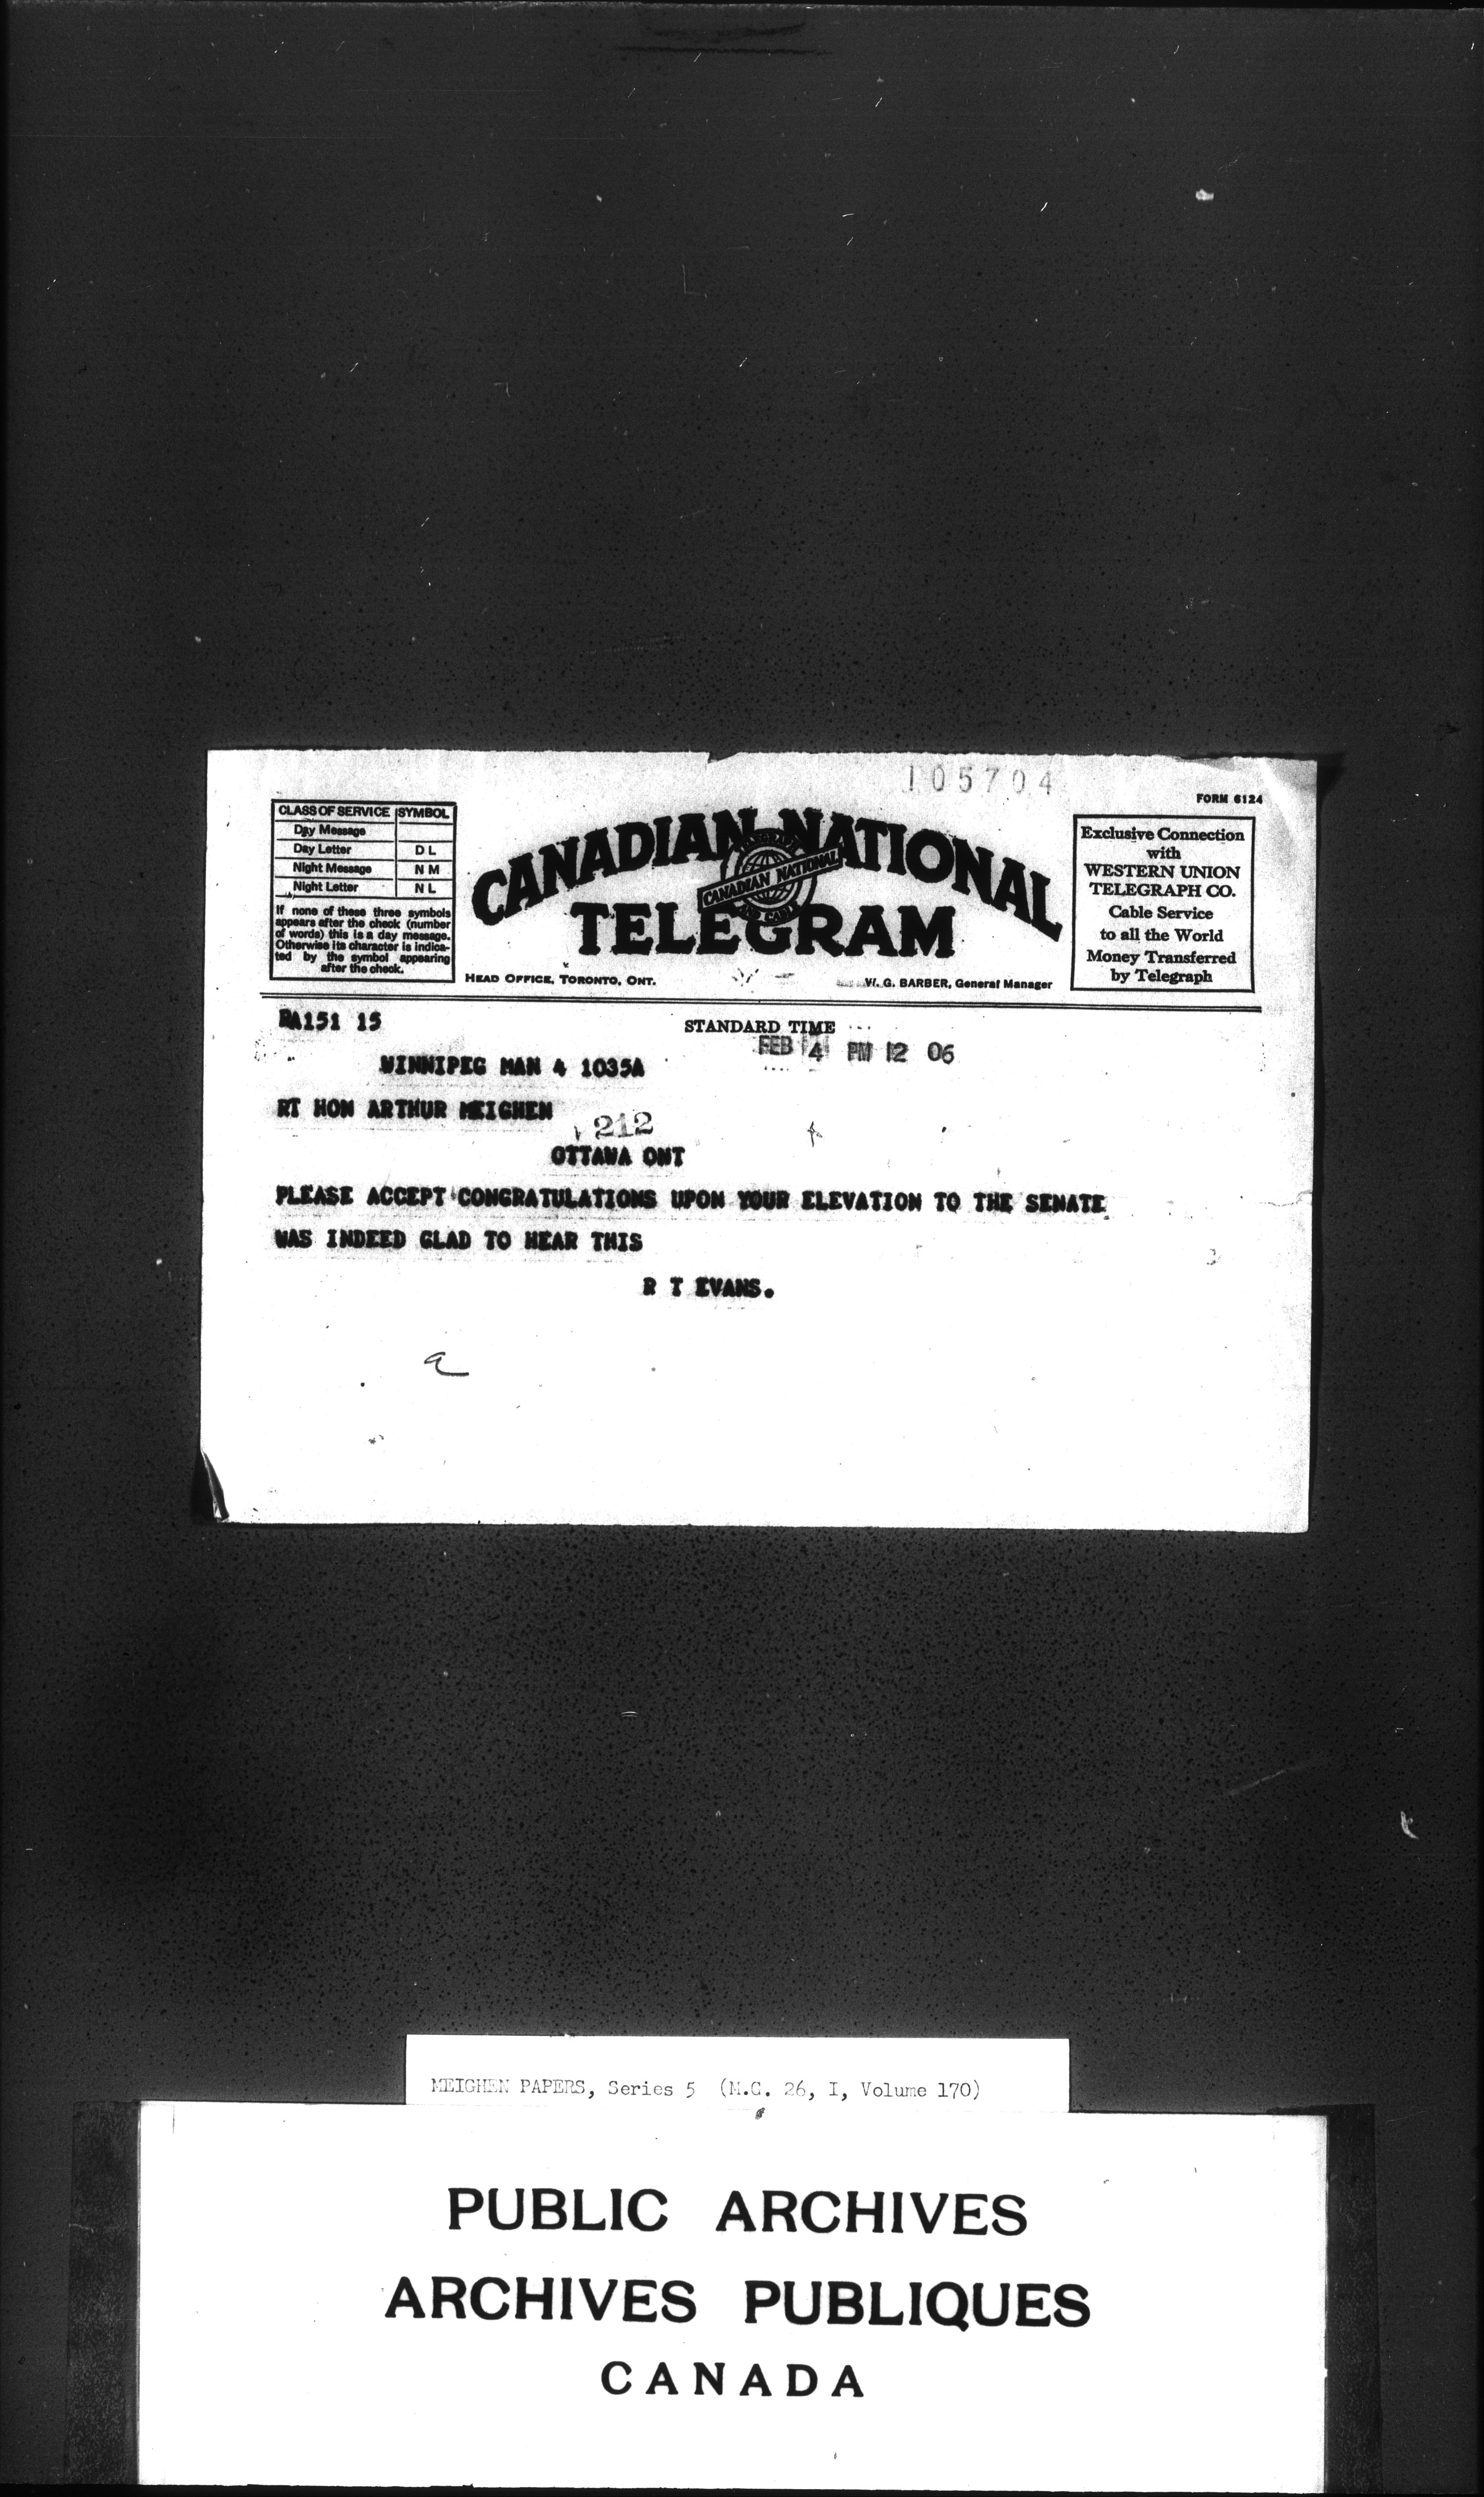 105704
FORM 6124
CLASS OF SERVICE SYMBOL
Day Message
Day Letter D L
Night Message N M
Night Letter N L
If none of these three symbols
appears after the check (number
of words) this is a day message.
Otherwise its character is indica-
ted by the symbol appearing
after the check.
CANADIAN NATIONAL
CANADIAN NATIONAL
TELEGRAM
HEAD OFFICE, TORONTO, ONT.
W. G. BARBER, General Manager
Exclusive Connection
with
WESTERN UNION
TELEGRAPH CO.
Cable Service
to all the World
Money Transferred
by Telegraph
RA151 15
STANDARD TIME
FEB 4 PM 12 06
WINNIPEG MAN 4 1035A
RT HON ARTHUR MEIGHEN
212
OTTAWA ONT
PLEASE ACCEPT CONGRATULATIONS UPON YOUR ELEVATION TO THE SENATE
WAS INDEED GLAD TO HEAR THIS
R T EVANS.
a
MEIGHEN PAPERS, Series 5 (M.G. 26, I, Volume 170)
PUBLIC ARCHIVES
ARCHIVES PUBLIQUES
CANADA